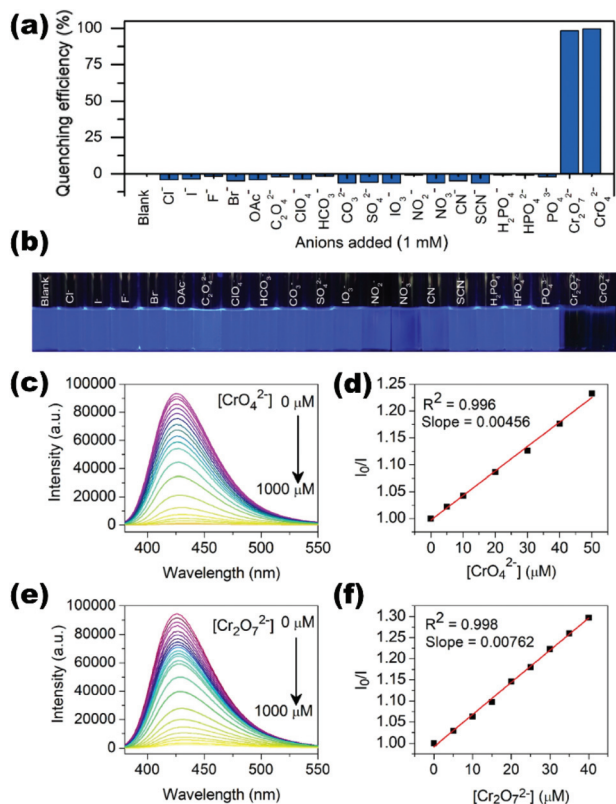 (a)
Quenching efficiency (%)
100
75
50
25
0
Blank
Cl⁻
I⁻
F⁻
Br⁻
OAc⁻
C₂O₄²⁻
ClO₄⁻
HCO₃⁻
CO₃²⁻
SO₄²⁻
IO₃⁻
NO₂⁻
NO₃⁻
CN⁻
SCN⁻
H₂PO₄⁻
HPO₄²⁻
PO₄³⁻
Cr₂O₇²⁻
CrO₄²⁻
Anions added (1 mM)
(b)
Blank
Cl⁻
I⁻
F⁻
Br⁻
OAc⁻
C₂O₄²⁻
ClO₄⁻
HCO₃⁻
CO₃²⁻
SO₄²⁻
IO₃⁻
NO₂⁻
NO₃⁻
CN⁻
SCN⁻
H₂PO₄⁻
HPO₄²⁻
PO₄³⁻
Cr₂O₇²⁻
CrO₄²⁻
(c)
Intensity (a.u.)
100000
80000
60000
40000
20000
0
[CrO₄²⁻] 0 μM
1000 μM
400 450 500 550
Wavelength (nm)
(d)
I₀/I
1.25
1.20
1.15
1.10
1.05
1.00
R² = 0.996
Slope = 0.00456
0 10 20 30 40 50
[CrO₄²⁻] (μM)
(e)
Intensity (a.u.)
100000
80000
60000
40000
20000
0
[Cr₂O₇²⁻] 0 μM
1000 μM
400 450 500 550
Wavelength (nm)
(f)
I₀/I
1.30
1.25
1.20
1.15
1.10
1.05
1.00
R² = 0.998
Slope = 0.00762
0 10 20 30 40
[Cr₂O₇²⁻] (μM)